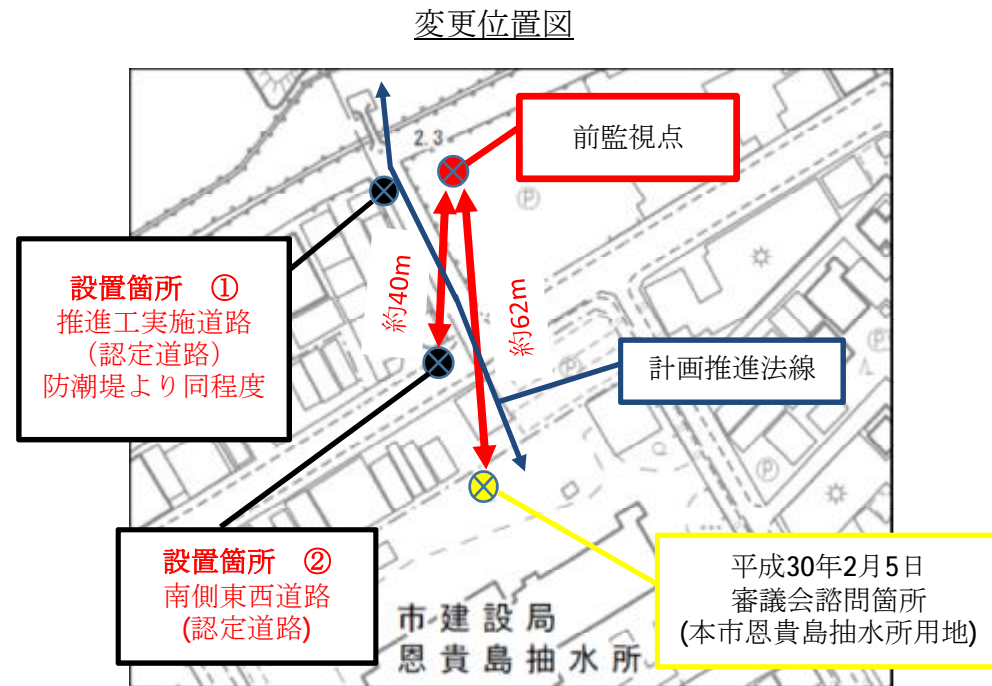 変更位置図
2.3
前監視点
設置箇所 ①
推進工実施道路
（認定道路）
防潮堤より同程度
約40m
約62m
計画推進法線
設置箇所 ②
南側東西道路
(認定道路)
平成30年2月5日
審議会諮問箇所
(本市恩貴島抽水所用地)
市建設局
恩貴島抽水所
P
P
P
P